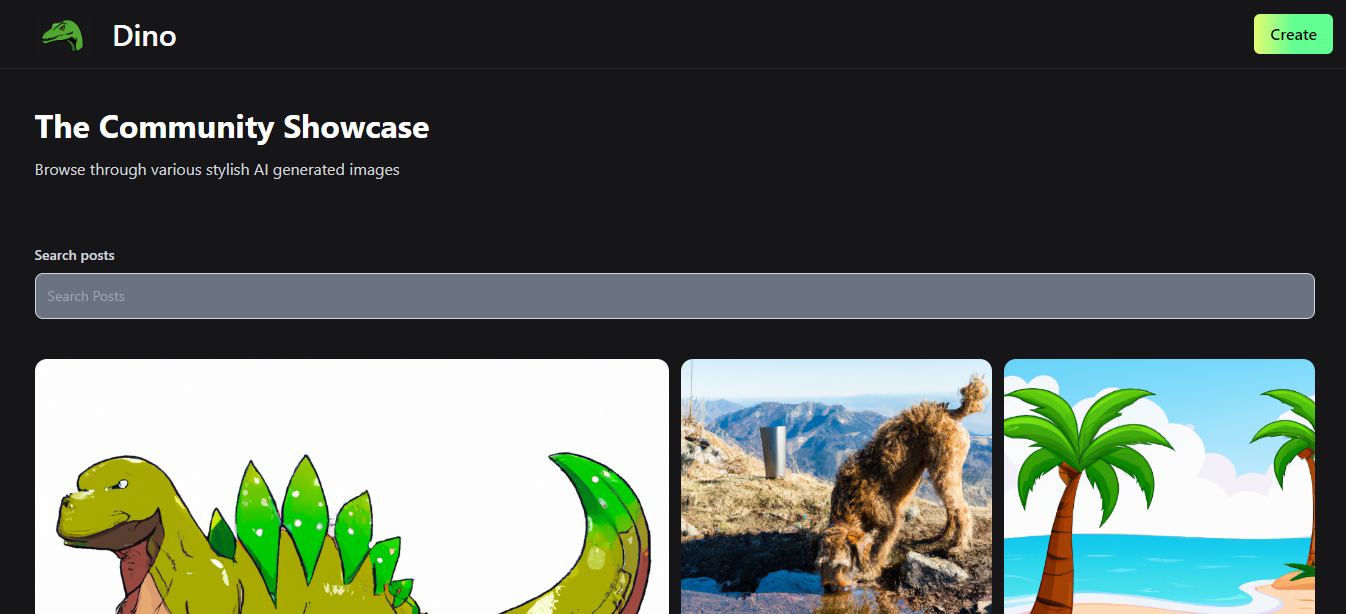 Dino
Create
The Community Showcase
Browse through various stylish AI generated images
Search posts
Search Posts